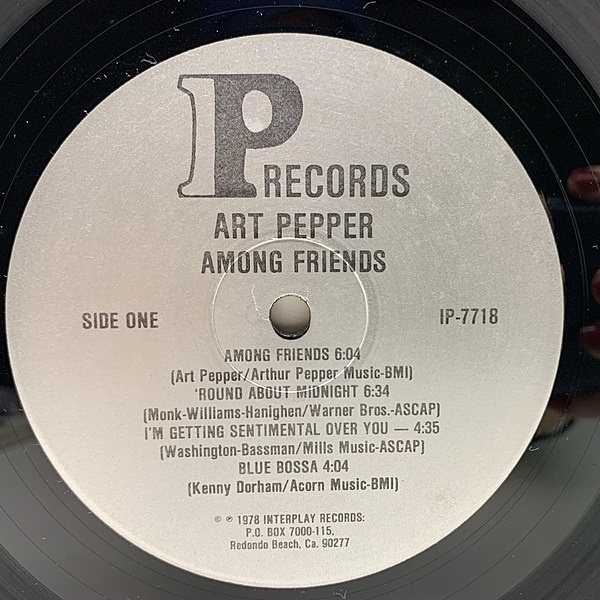 IP RECORDS
ART PEPPER
AMONG FRIENDS
SIDE ONE
IP-7718
AMONG FRIENDS 6:04
(Art Pepper/Arthur Pepper Music-BMI)
'ROUND ABOUT MIDNIGHT 6:34
(Monk-Williams-Hanighen/Warner Bros.-ASCAP)
I'M GETTING SENTIMENTAL OVER YOU — 4:35
(Washington-Bassman/Mills Music-ASCAP)
BLUE BOSSA 4:04
(Kenny Dorham/Acorn Music-BMI)
© ℗ 1978 INTERPLAY RECORDS:
P.O. BOX 7000-115,
Redondo Beach, Ca. 90277